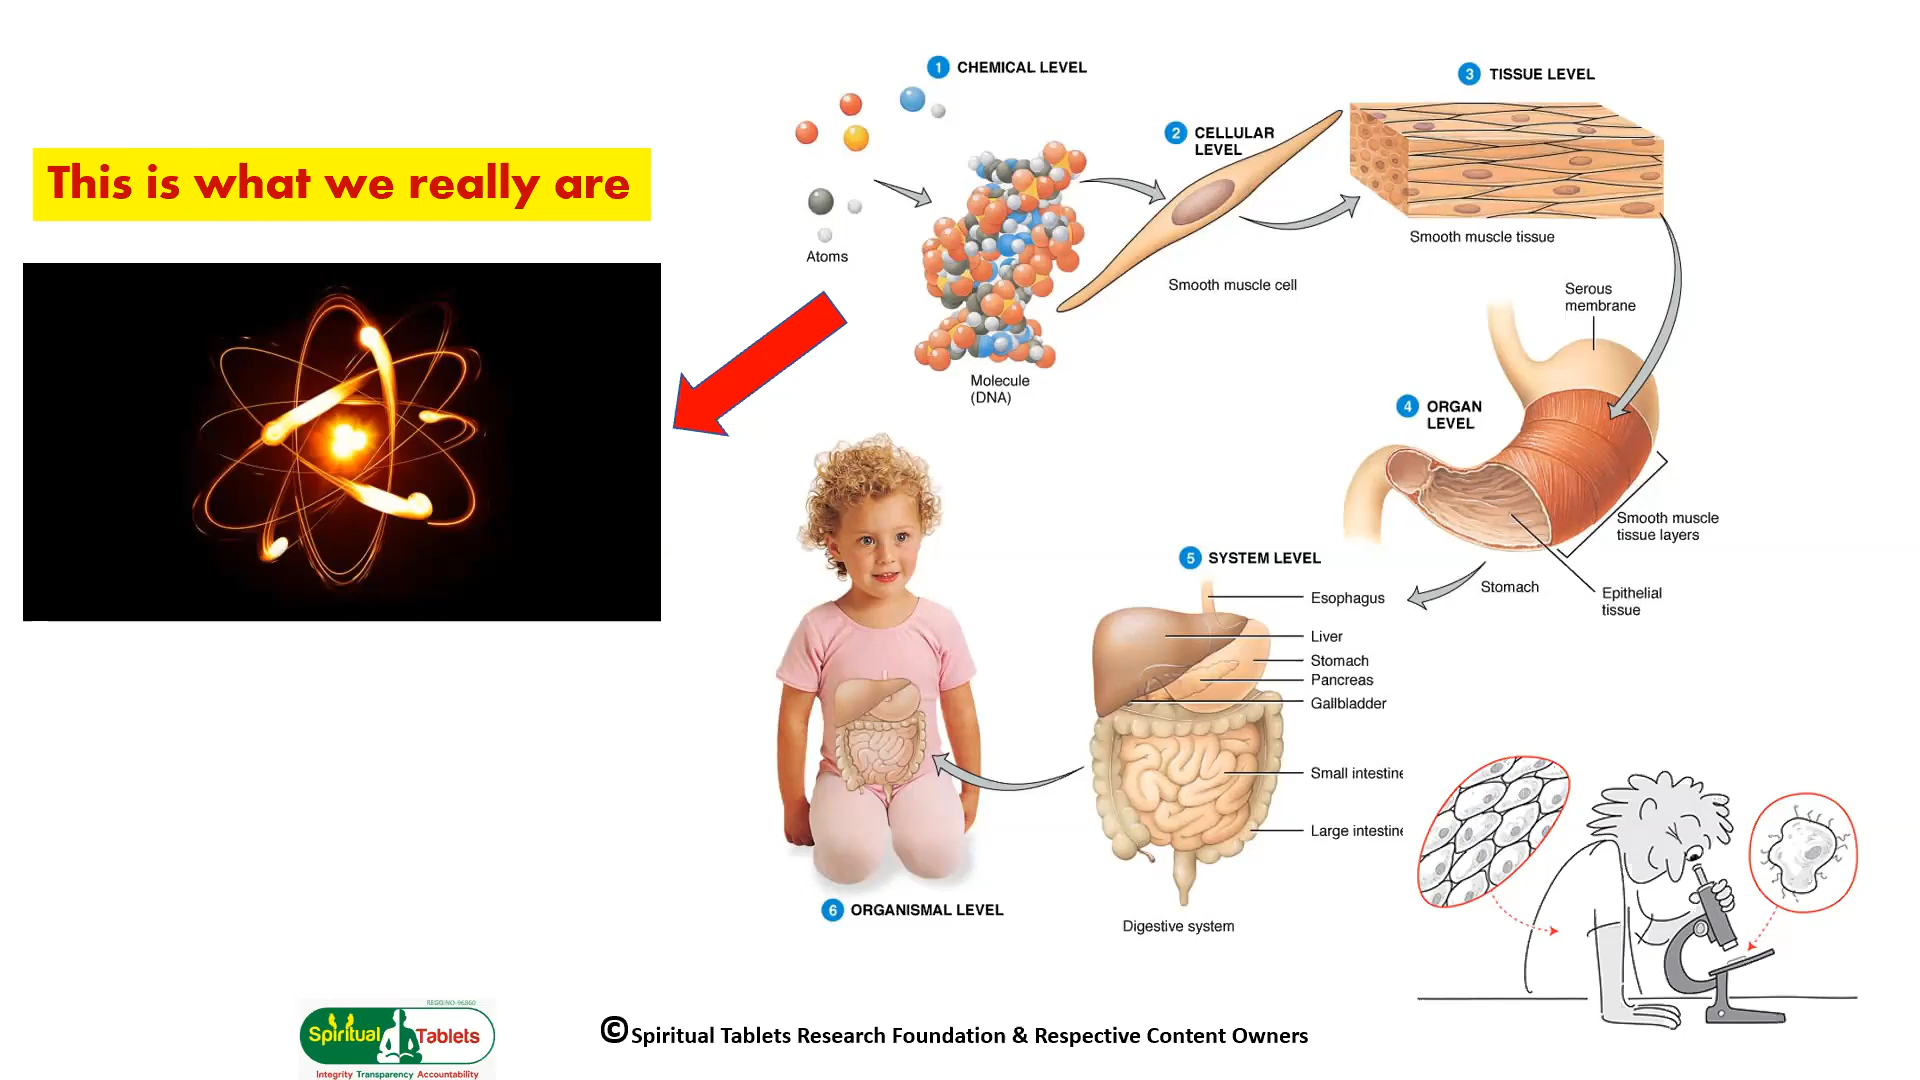 This is what we really are
1 CHEMICAL LEVEL
Atoms
Molecule
(DNA)
2 CELLULAR
LEVEL
Smooth muscle cell
3 TISSUE LEVEL
Smooth muscle tissue
Serous
membrane
4 ORGAN
LEVEL
Smooth muscle
tissue layers
Stomach
Epithelial
tissue
5 SYSTEM LEVEL
Esophagus
Liver
Stomach
Pancreas
Gallbladder
Small intestine
Large intestine
Digestive system
6 ORGANISMAL LEVEL
REGD NO-96860
Spiritual Tablets
Integrity Transparency Accountability
©Spiritual Tablets Research Foundation & Respective Content Owners